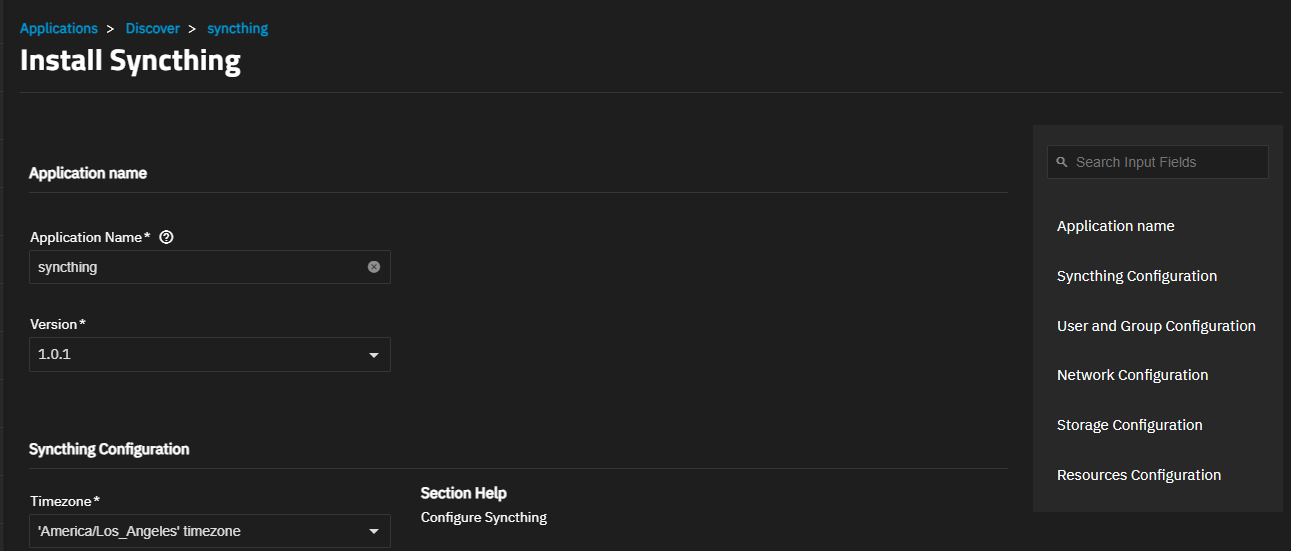 Applications > Discover > syncthing
Install Syncthing
Application name
Application Name*
syncthing
Version*
1.0.1
Syncthing Configuration
Timezone*
'America/Los_Angeles' timezone
Section Help
Configure Syncthing
Search Input Fields
Application name
Syncthing Configuration
User and Group Configuration
Network Configuration
Storage Configuration
Resources Configuration